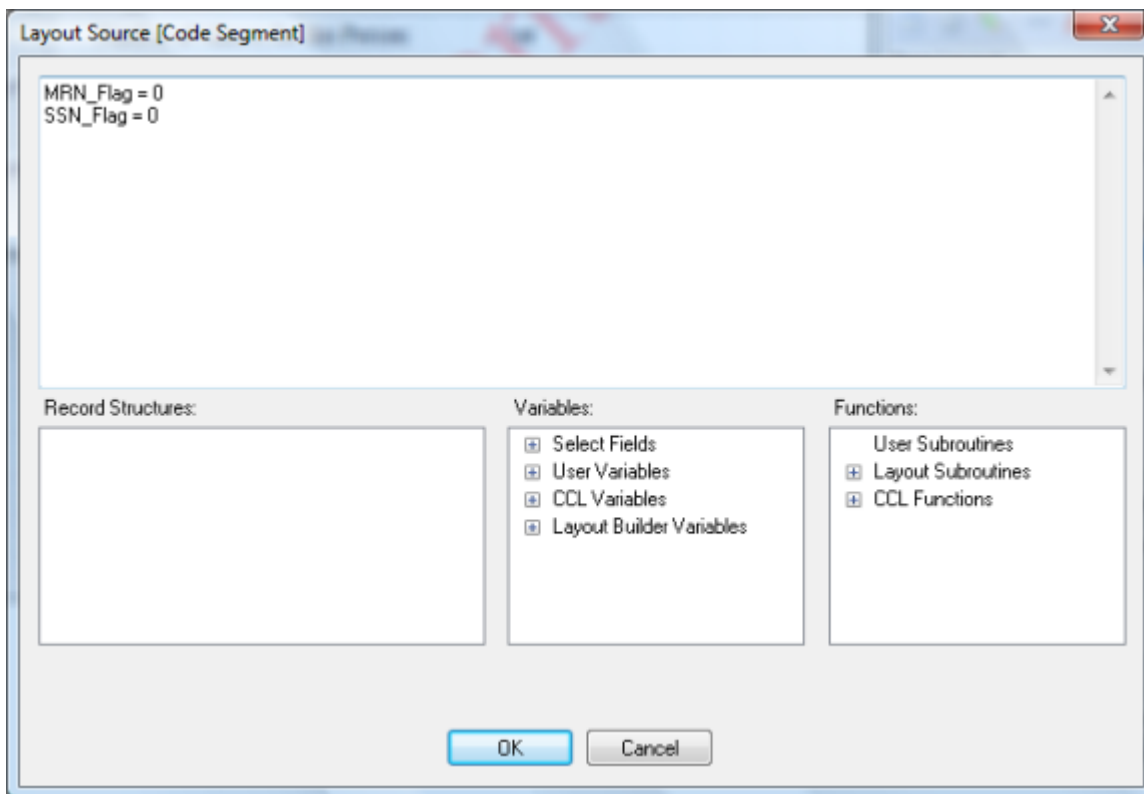 Layout Source [Code Segment]
MRN_Flag = 0
SSN_Flag = 0
Record Structures:
Variables:
Functions:
Select Fields
User Variables
CCL Variables
Layout Builder Variables
User Subroutines
Layout Subroutines
CCL Functions
OK
Cancel